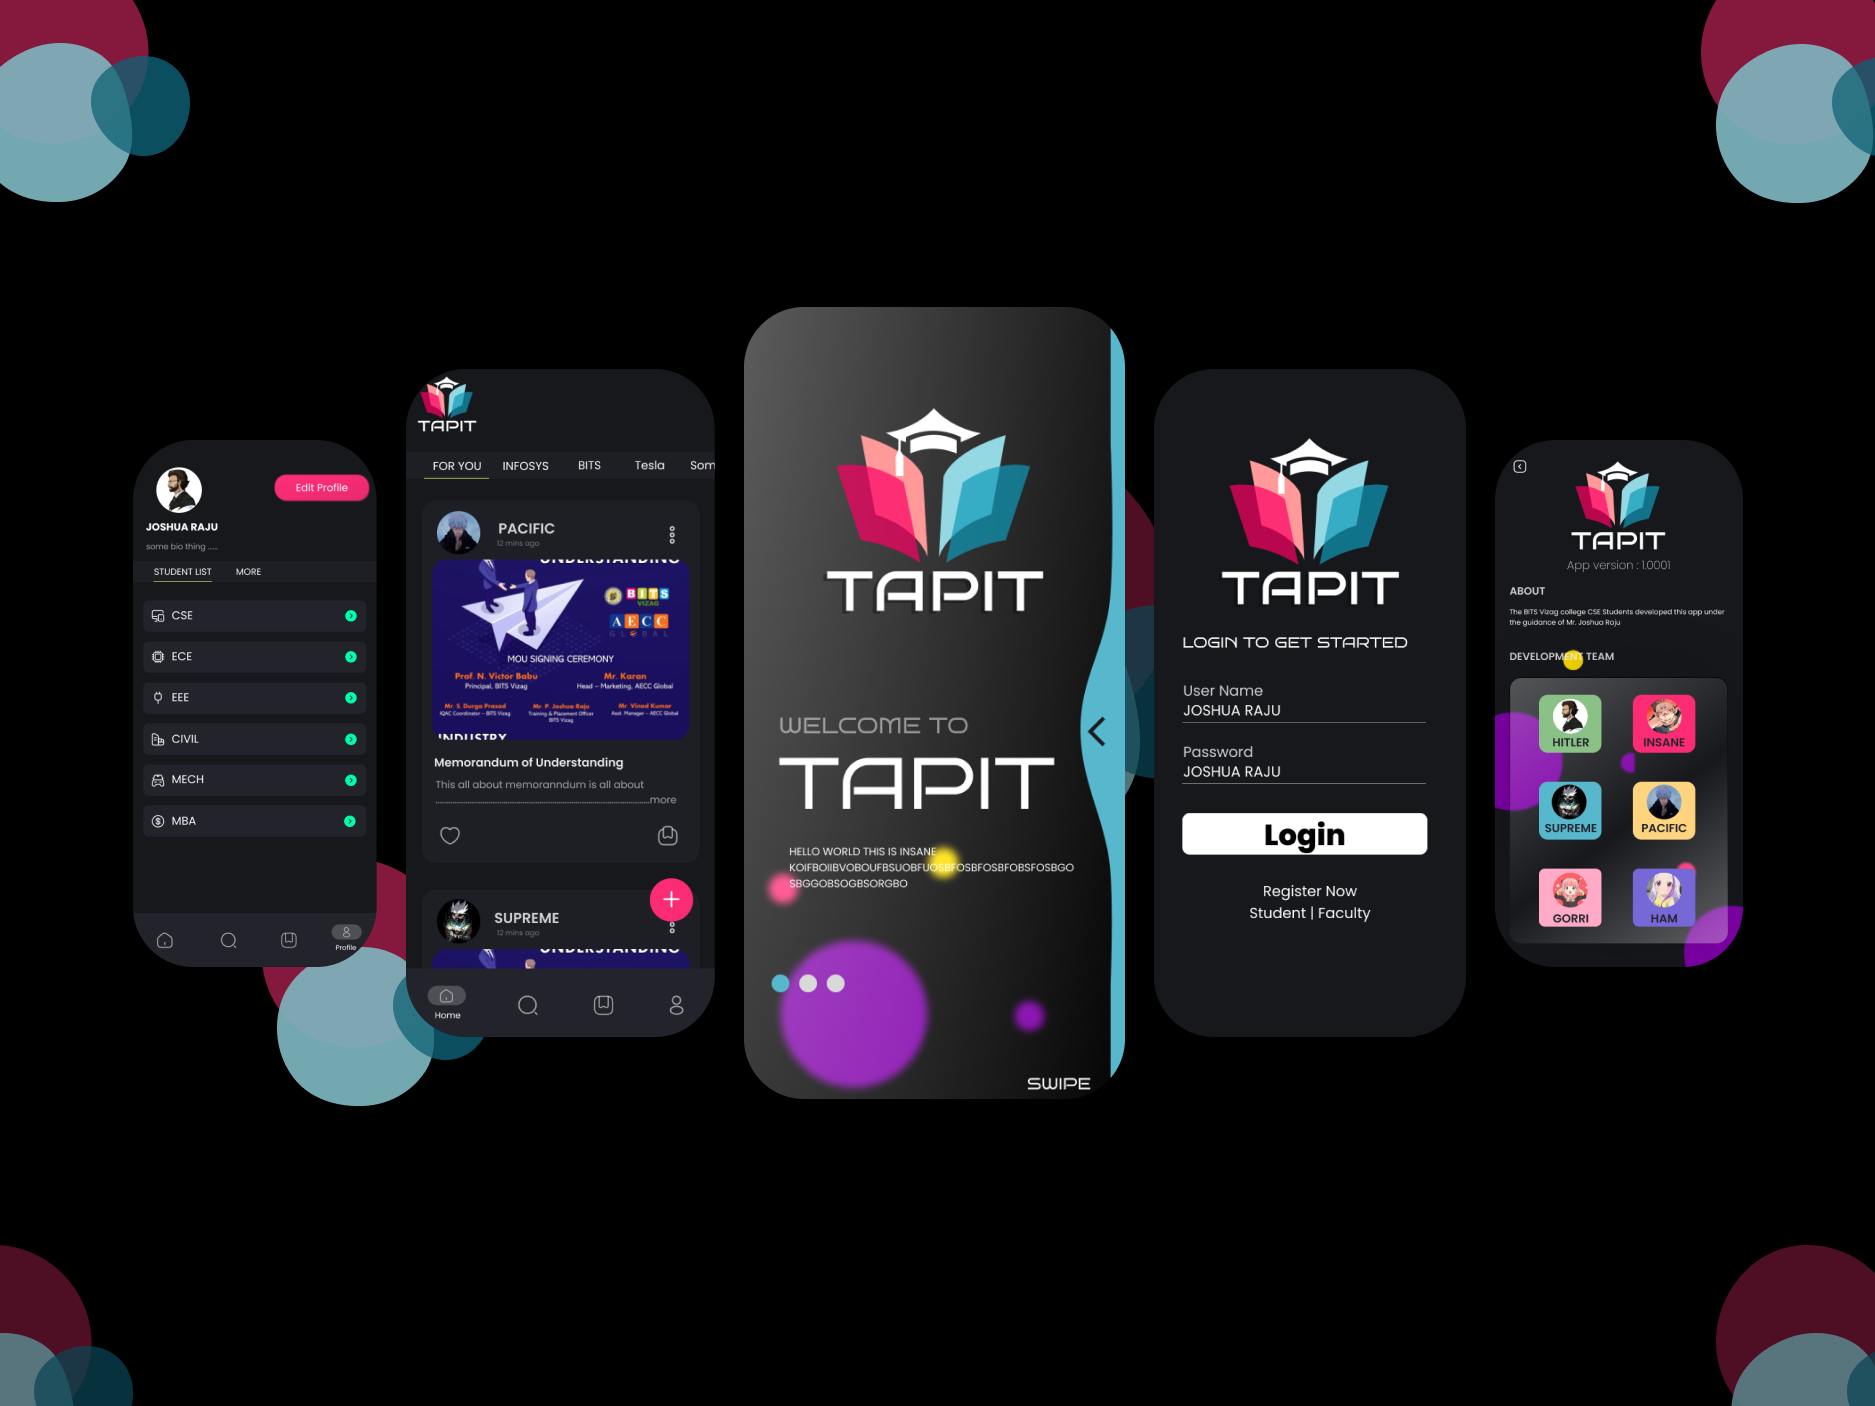 Edit Profile
JOSHUA RAJU
some bio thing .....
STUDENT LIST MORE
CSE
ECE
EEE
CIVIL
MECH
MBA
Profile
TAPIT
FOR YOU INFOSYS BITS Tesla Som
PACIFIC
12 mins ago
UNDERSTANDING
BITS
VIZAG
AECC
GLOBAL
MOU SIGNING CEREMONY
Prof. N. Victor Babu Mr. Karan
Principal, BITS Vizag Head – Marketing, AECC Global
Mr. S. Durga Prasad Mr. P. Joshua Raju Mr. Vinod Kumar
IQAC Coordinator – BITS Vizag Training & Placement Officer Asst. Manager – AECC Global
BITS Vizag
INDUSTRY
Memorandum of Understanding
This all about memoranndum is all about
more
SUPREME
12 mins ago
UNDERSTANDING
Home
TAPIT
WELCOME TO
TAPIT
HELLO WORLD THIS IS INSANE
KOIFBOIIBVOBOUFBSUOBFUOSBFOSBFOSBFOBSFOSBGO
SBGGOBSOGBSORGBO
SWIPE
TAPIT
LOGIN TO GET STARTED
User Name
JOSHUA RAJU
Password
JOSHUA RAJU
Login
Register Now
Student | Faculty
TAPIT
App version : 1.0001
ABOUT
The BITS Vizag college CSE Students developed this app under
the guidance of Mr. Joshua Raju
DEVELOPMENT TEAM
HITLER INSANE
SUPREME PACIFIC
GORRI HAM